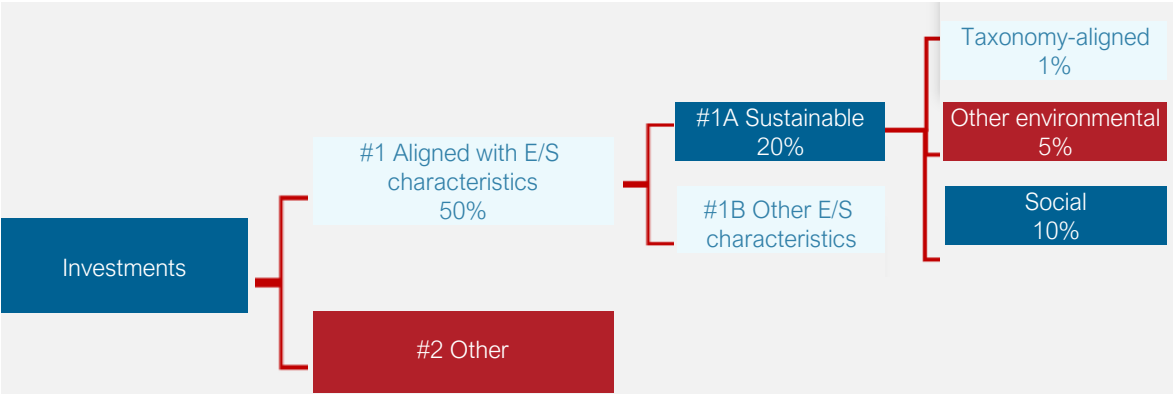 Investments
#1 Aligned with E/S
characteristics
50%
#2 Other
#1A Sustainable
20%
#1B Other E/S
characteristics
Taxonomy-aligned
1%
Other environmental
5%
Social
10%